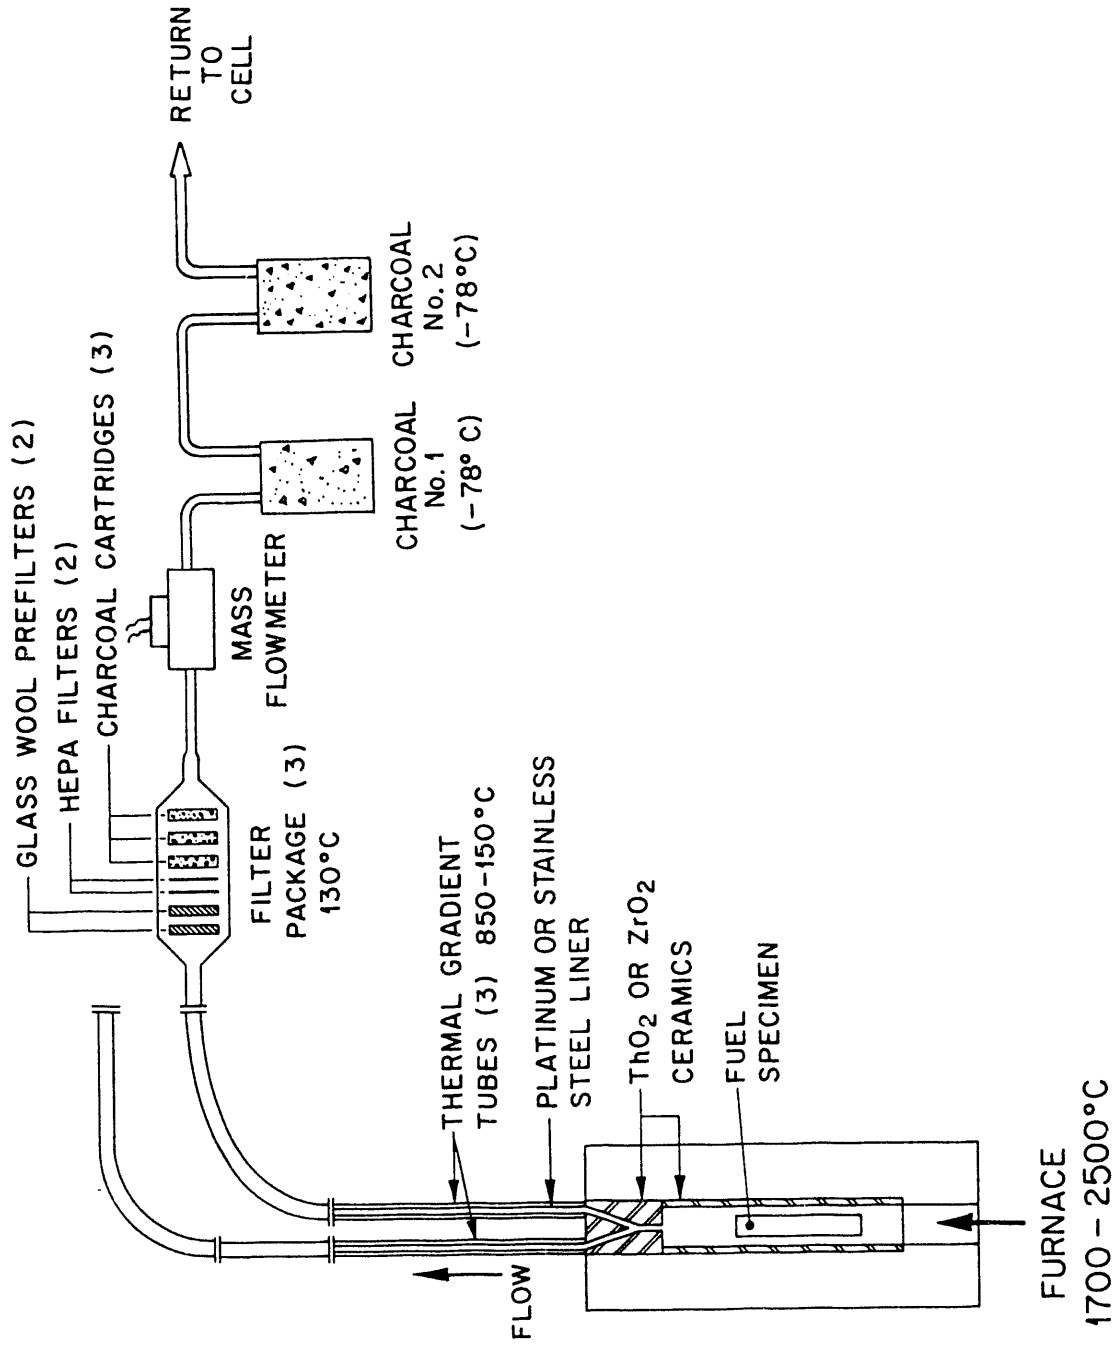 GLASS WOOL PREFILTERS (2)
HEPA FILTERS (2)
CHARCOAL CARTRIDGES (3)
RETURN
TO
CELL
FILTER
PACKAGE (3)
130°C
MASS
FLOWMETER
CHARCOAL
No. 1
(-78°C)
CHARCOAL
No. 2
(-78°C)
THERMAL GRADIENT
TUBES (3) 850-150°C
PLATINUM OR STAINLESS
STEEL LINER
ThO2 OR ZrO2
CERAMICS
FUEL
SPECIMEN
FLOW
FURNACE
1700 - 2500°C